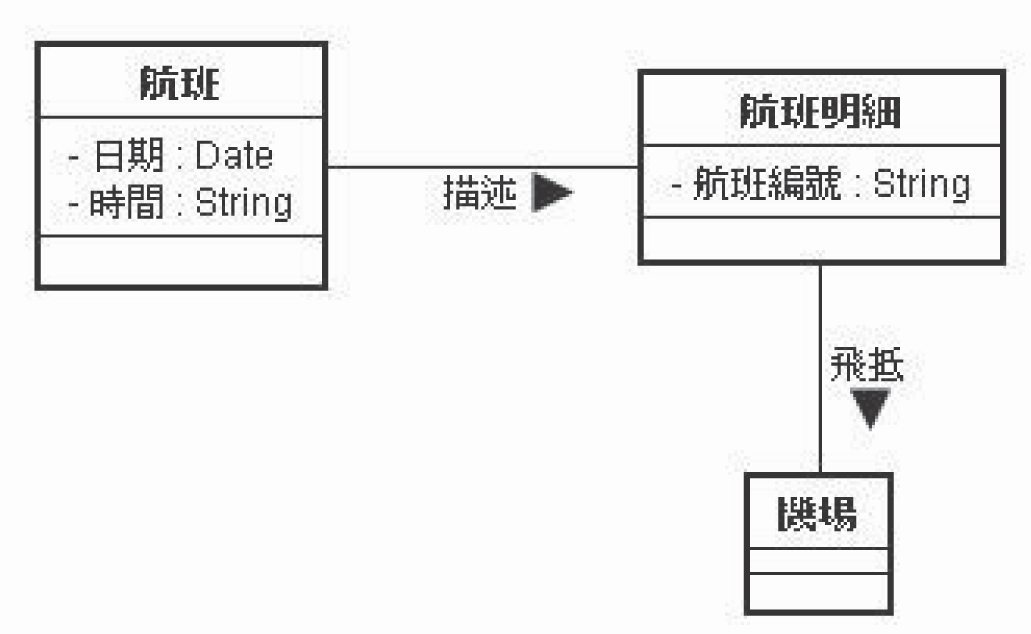 航班
- 日期 : Date
- 時間 : String
描述 ▶
航班明細
- 航班編號 : String
飛抵
▼
機場